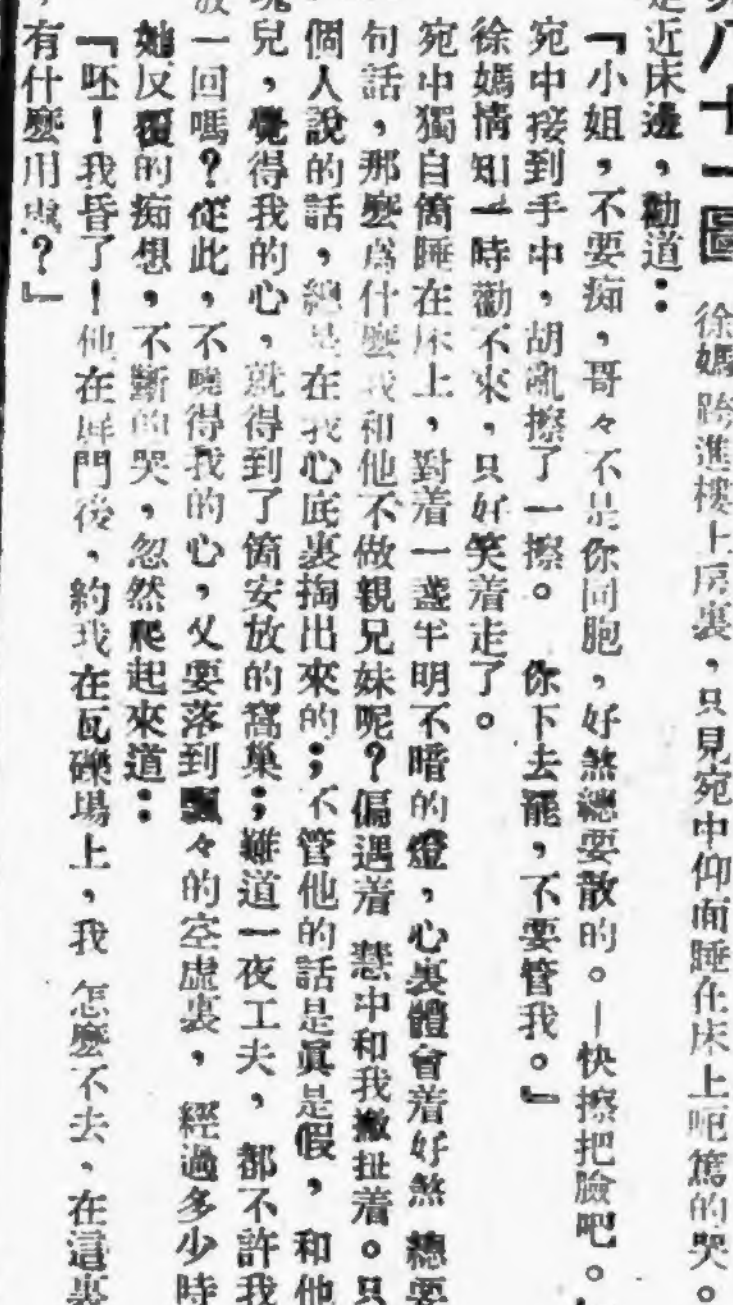 八十一圖　徐媽跨進樓上房裏，只見宛中仰面睡在床上呃篤的哭。
近床邊，勸道：
『小姐，不要痴，哥々不是你同胞，好煞總要散的。—快擦把臉吧。
宛中接到手中，胡亂擦了一擦。　你下去罷，不要管我。』
徐媽情知一時勸不來，只好笑着走了。
宛中獨自箇睡在床上，對着一盞半明不暗的燈，心裏體會着好煞 總要
句話，那麼爲什麼我和他不做親兄妹呢？偏遇着 慧中和我撇扯着。只
個人說的話，總是在我心底裏掏出來的；不管他的話是真是假，和他
兒，覺得我的心，就得到了箇安放的窩巢；難道一夜工夫，都不許我
一回嗎？從此，不曉得我的心，又要落到飄々的空虛裏，經過多少時
她反覆的痴想，不斷的哭，忽然爬起來道：
『呸！我昏了！他在屏門後，約我在瓦礫場上，我 怎麼不去，在這裏
，有什麼用處？』